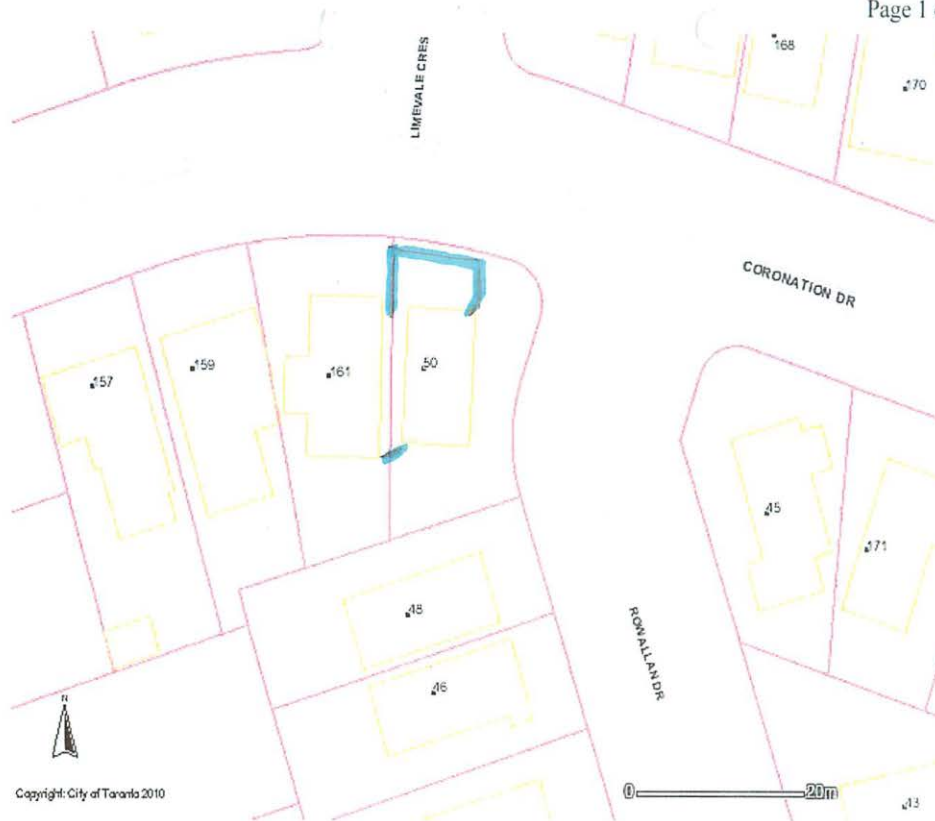 Page 1
168
170
LIMEVALE CRES
CORONATION DR
157
159
161
50
45
171
48
46
ROWALLAN DR
N
Copyright: City of Toronto 2010
0 20m
43